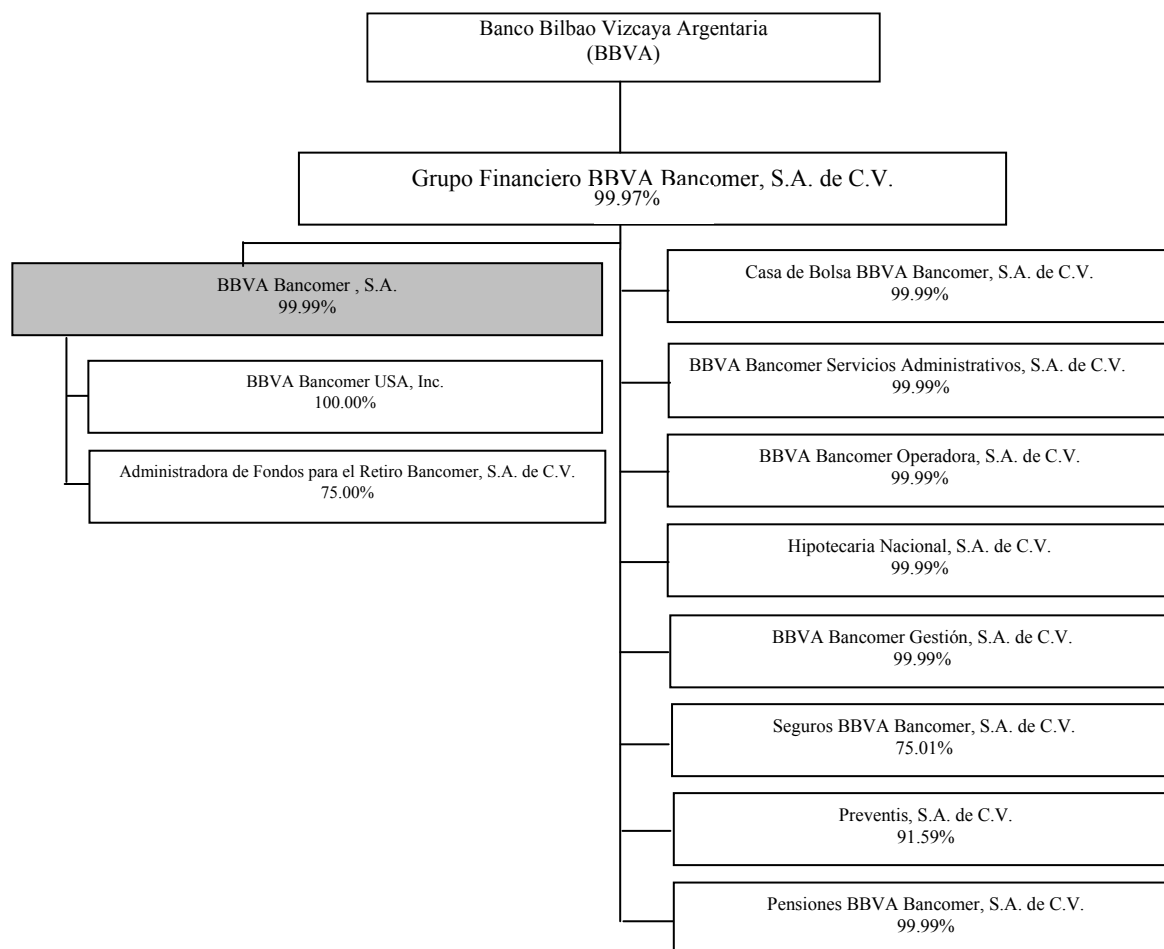 Banco Bilbao Vizcaya Argentaria
(BBVA)
Grupo Financiero BBVA Bancomer, S.A. de C.V.
99.97%
BBVA Bancomer , S.A.
99.99%
BBVA Bancomer USA, Inc.
100.00%
Administradora de Fondos para el Retiro Bancomer, S.A. de C.V.
75.00%
Casa de Bolsa BBVA Bancomer, S.A. de C.V.
99.99%
BBVA Bancomer Servicios Administrativos, S.A. de C.V.
99.99%
BBVA Bancomer Operadora, S.A. de C.V.
99.99%
Hipotecaria Nacional, S.A. de C.V.
99.99%
BBVA Bancomer Gestión, S.A. de C.V.
99.99%
Seguros BBVA Bancomer, S.A. de C.V.
75.01%
Preventis, S.A. de C.V.
91.59%
Pensiones BBVA Bancomer, S.A. de C.V.
99.99%